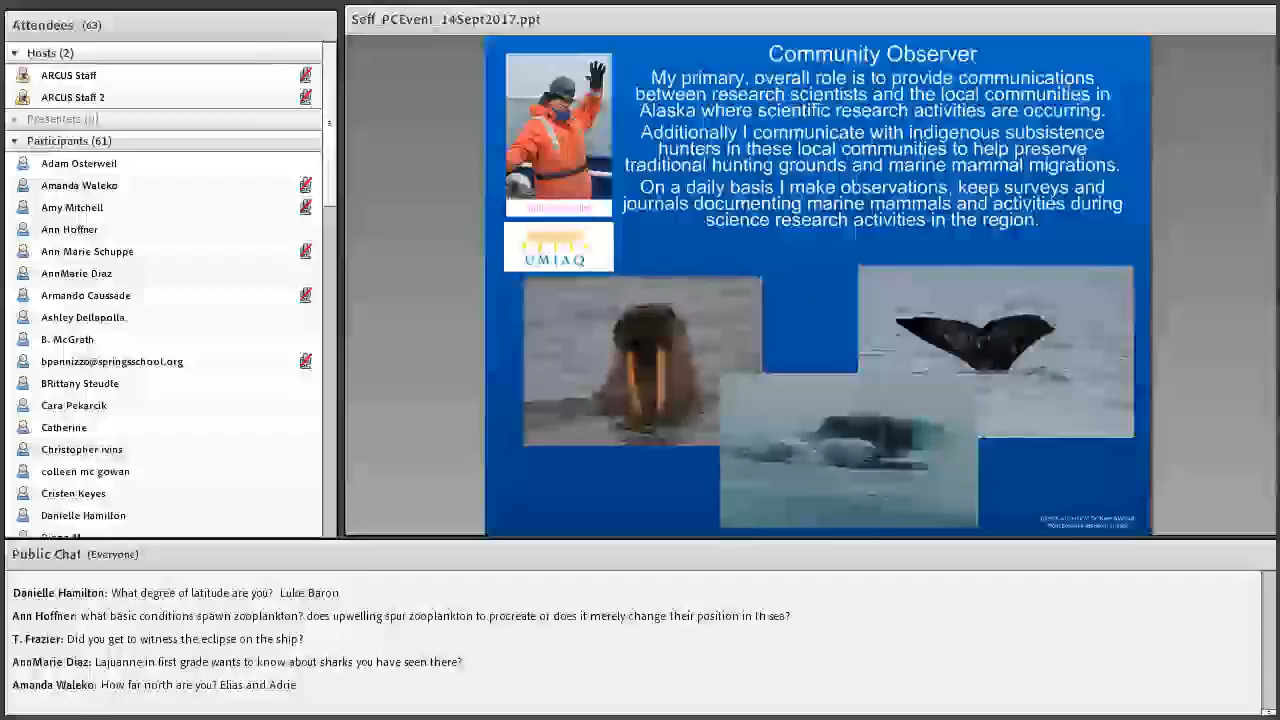 Attendees (63)
Hosts (2)
ARCUS Staff
ARCUS Staff 2
Participants (61)
Adam Osterweil
Amanda Waleko
Amy Mitchell
Ann Hoffner
Ann Marie Schuppe
AnnMarie Diaz
Armando Caussade
Ashley Dellapolla
B. McGrath
bpannizzo@springsschool.org
BRittany Steudle
Cara Pekarcik
Catherine
Christopher ivins
colleen mc gowan
Cristen Keyes
Danielle Hamilton
Seff_PCEvent_14Sept2017.ppt
Community Observer
My primary, overall role is to provide communications
between research scientists and the local communities in
Alaska where scientific research activities are occurring.
Additionally I communicate with indigenous subsistence
hunters in these local communities to help preserve
traditional hunting grounds and marine mammal migrations.
On a daily basis I make observations, keep surveys and
journals documenting marine mammals and activities during
science research activities in the region.
UMIAQ
Public Chat (Everyone)
Danielle Hamilton: What degree of latitude are you? Luke Baron
Ann Hoffner: what basic conditions spawn zooplankton? does upwelling spur zooplankton to procreate or does it merely change their position in th sea?
T. Frazier: Did you get to witness the eclipse on the ship?
AnnMarie Diaz: Lajuanne in first grade wants to know about sharks you have seen there?
Amanda Waleko: How far north are you? Elias and Adrie